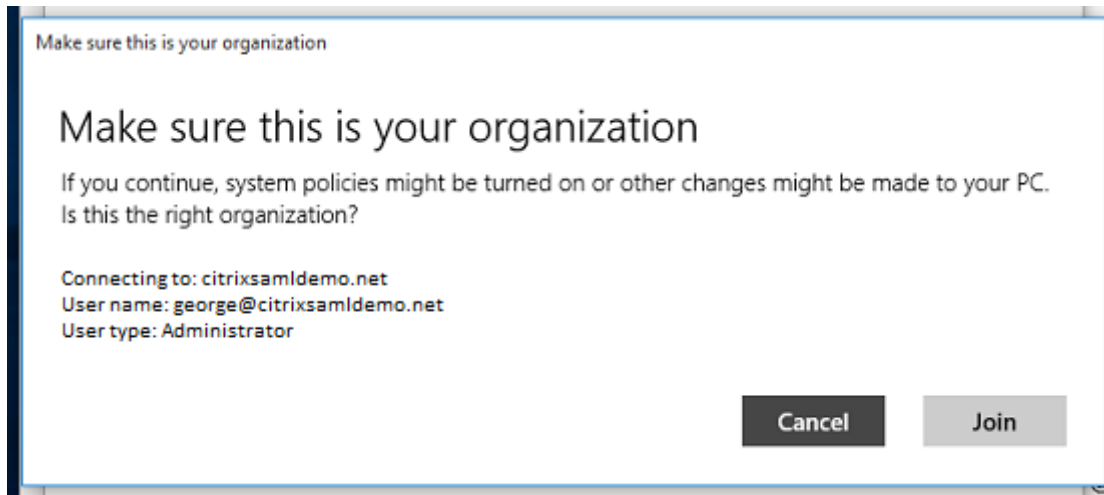 Make sure this is your organization
Make sure this is your organization
If you continue, system policies might be turned on or other changes might be made to your PC.
Is this the right organization?
Connecting to: citrixsamldemo.net
User name: george@citrixsamldemo.net
User type: Administrator
Cancel Join